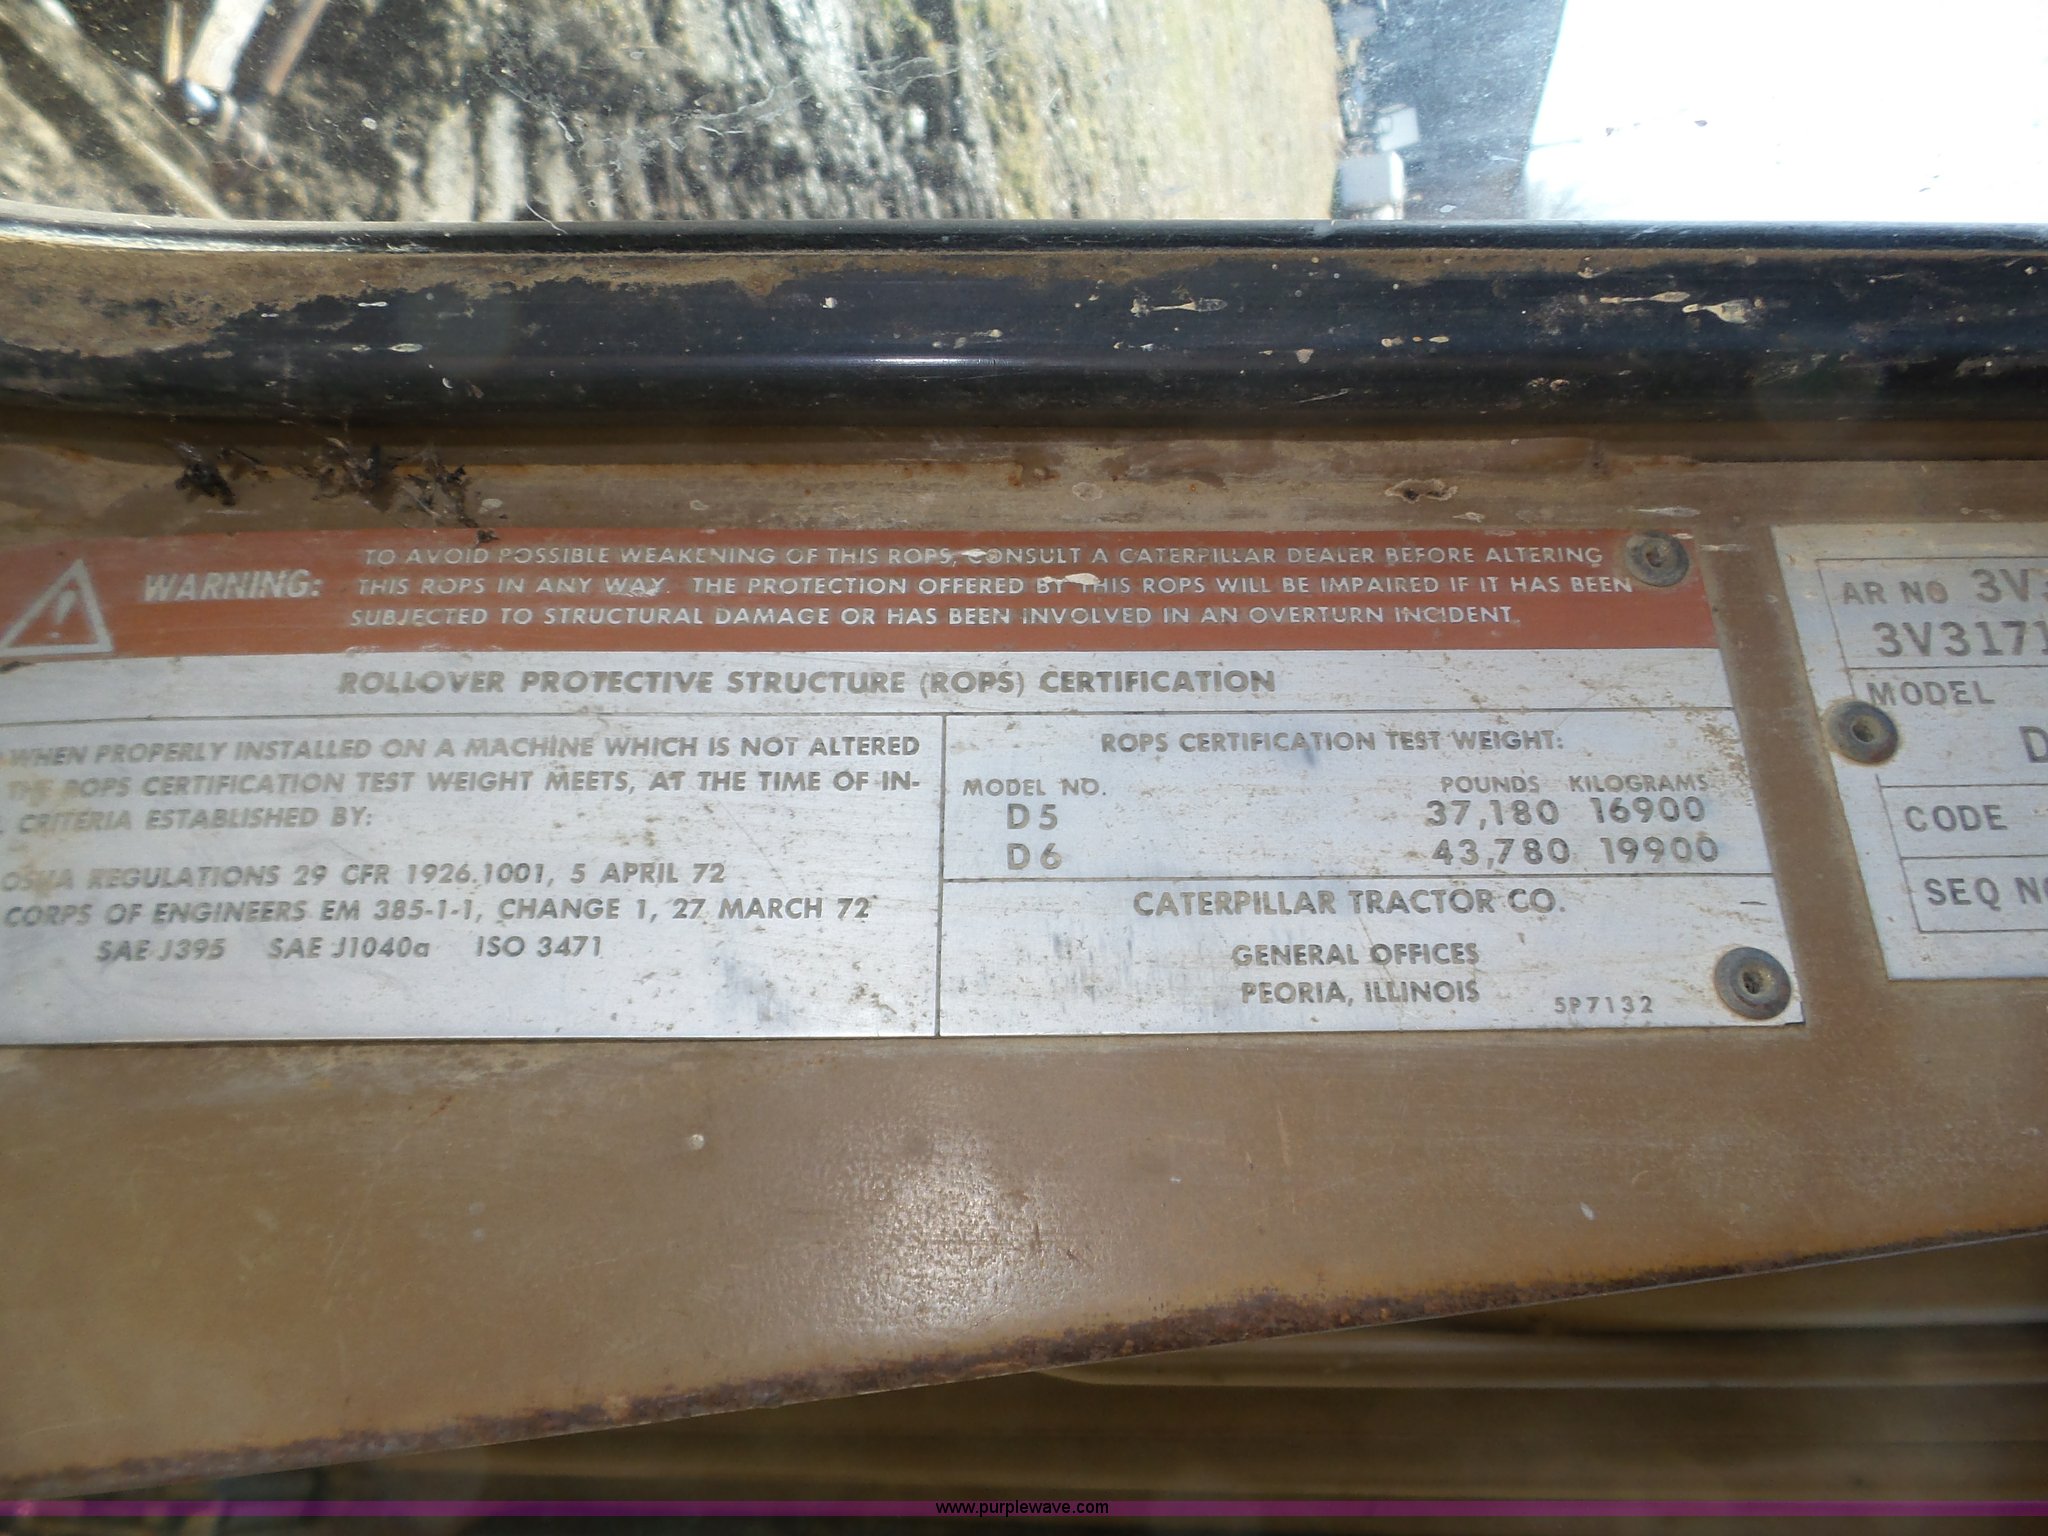 WARNING:
TO AVOID POSSIBLE WEAKENING OF THIS ROPS, CONSULT A CATERPILLAR DEALER BEFORE ALTERING
THIS ROPS IN ANY WAY. THE PROTECTION OFFERED BY THIS ROPS WILL BE IMPAIRED IF IT HAS BEEN
SUBJECTED TO STRUCTURAL DAMAGE OR HAS BEEN INVOLVED IN AN OVERTURN INCIDENT.
ROLLOVER PROTECTIVE STRUCTURE (ROPS) CERTIFICATION
WHEN PROPERLY INSTALLED ON A MACHINE WHICH IS NOT ALTERED
THE ROPS CERTIFICATION TEST WEIGHT MEETS, AT THE TIME OF IN-
CRITERIA ESTABLISHED BY:
OSHA REGULATIONS 29 CFR 1926.1001, 5 APRIL 72
CORPS OF ENGINEERS EM 385-1-1, CHANGE 1, 27 MARCH 72
SAE J395 SAE J1040a ISO 3471
ROPS CERTIFICATION TEST WEIGHT:
MODEL NO. POUNDS KILOGRAMS
D5 37,180 16900
D6 43,780 19900
CATERPILLAR TRACTOR CO.
GENERAL OFFICES
PEORIA, ILLINOIS 5P7132
AR NO 3V
3V3171
MODEL
D
CODE
SEQ NO
www.purplewave.com